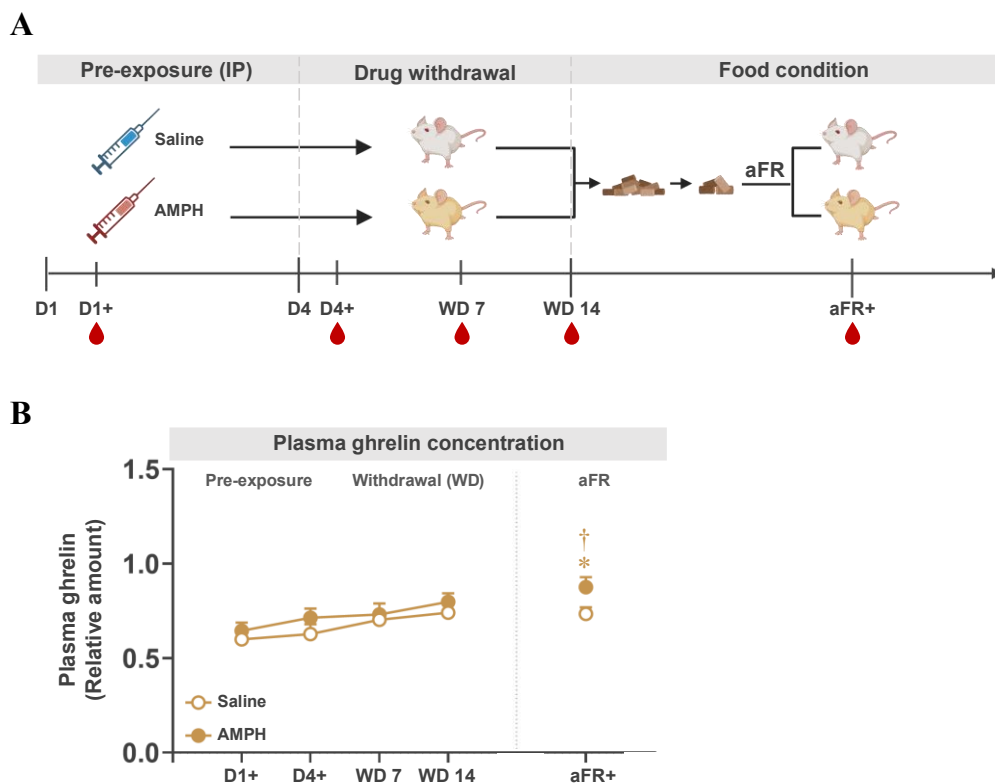 A
Pre-exposure (IP) Drug withdrawal Food condition
Saline
AMPH
aFR
D1 D1+ D4 D4+ WD 7 WD 14 aFR+
B
Plasma ghrelin concentration
Pre-exposure Withdrawal (WD) aFR
Plasma ghrelin
(Relative amount)
1.5
1.0
0.5
0.0
†
*
Saline
AMPH
D1+ D4+ WD 7 WD 14 aFR+